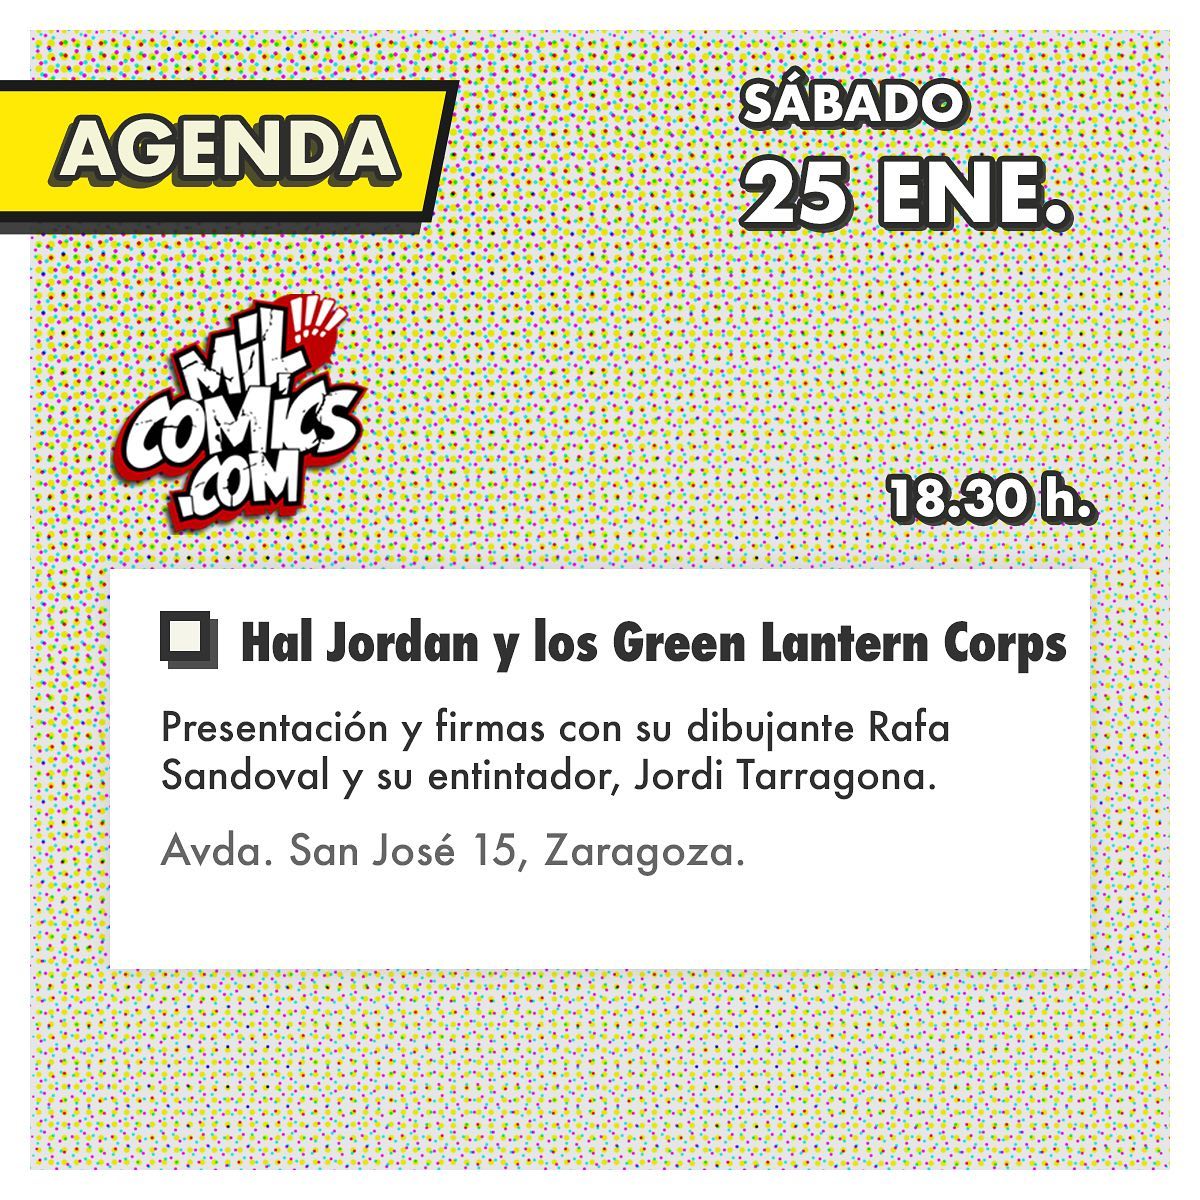 AGENDA
SÁBADO
25 ENE.
MIL
COMICS
.COM
18.30 h.
Hal Jordan y los Green Lantern Corps
Presentación y firmas con su dibujante Rafa
Sandoval y su entintador, Jordi Tarragona.
Avda. San José 15, Zaragoza.